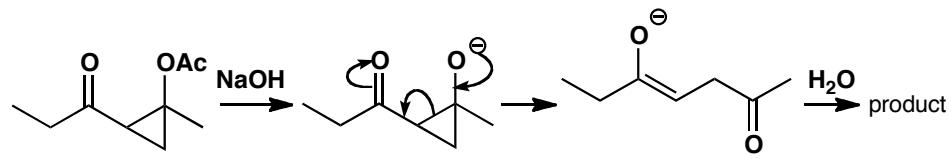 O OAc NaOH O O ⊖ O ⊖ O H₂O product